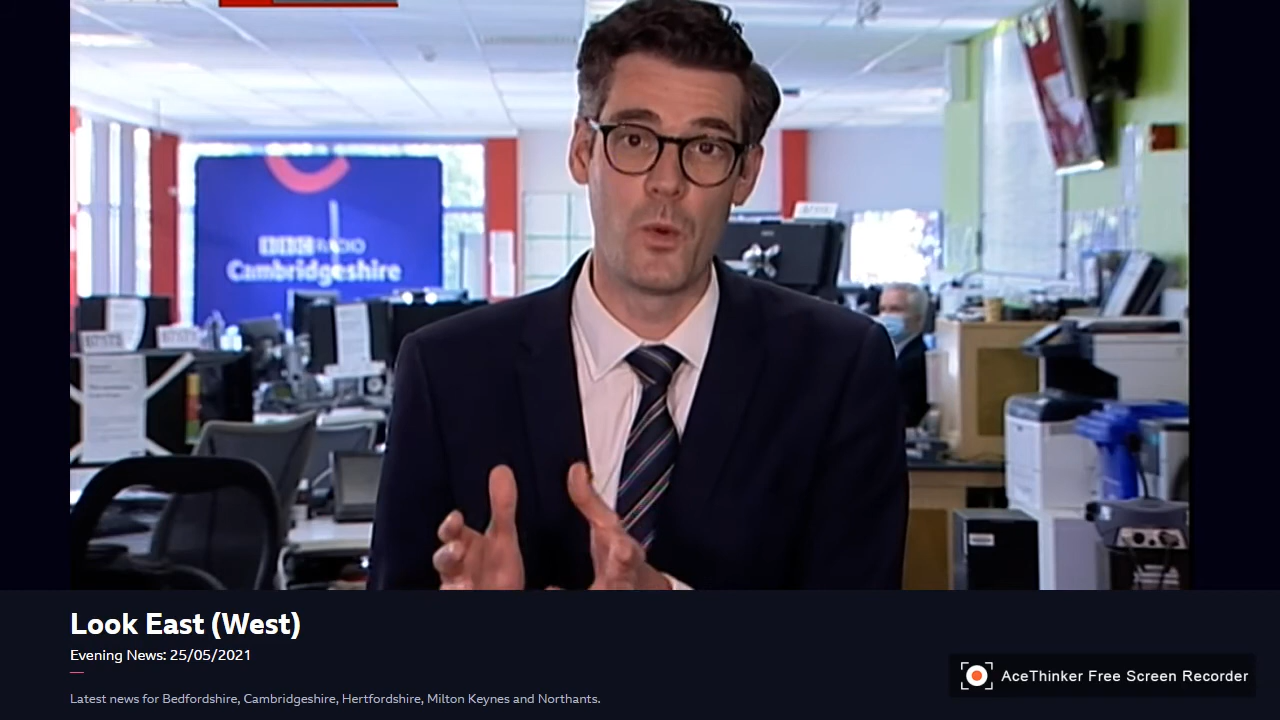 BBC RADIO
Cambridgeshire
Look East (West)
Evening News: 25/05/2021
Latest news for Bedfordshire, Cambridgeshire, Hertfordshire, Milton Keynes and Northants.
AceThinker Free Screen Recorder